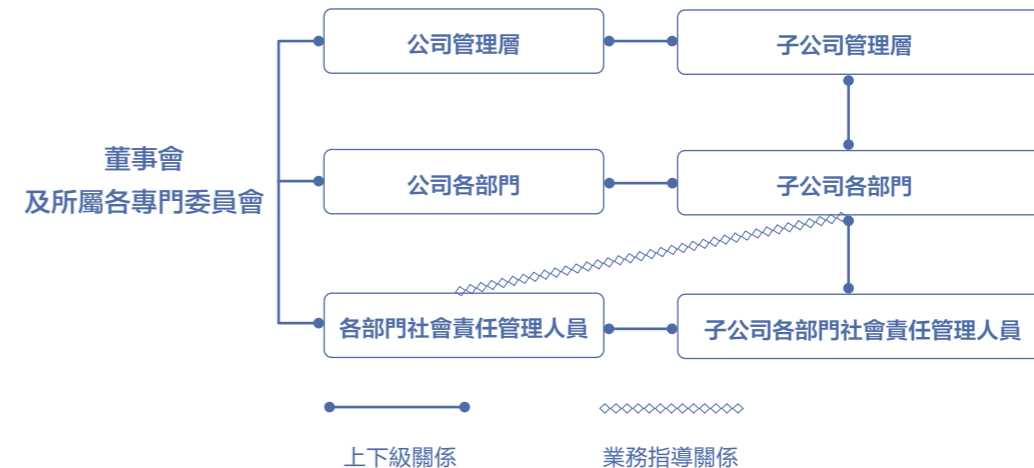 公司管理層
子公司管理層
董事會
及所屬各專門委員會
公司各部門
子公司各部門
各部門社會責任管理人員
子公司各部門社會責任管理人員
上下級關係
業務指導關係